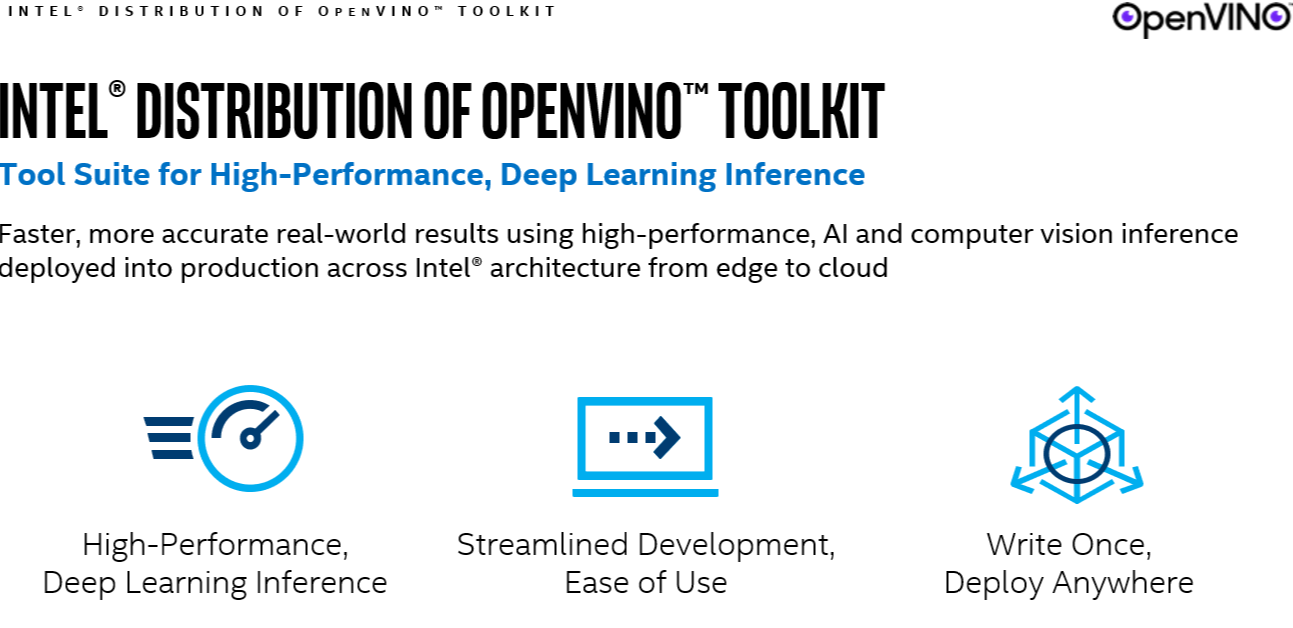 INTEL® DISTRIBUTION OF OPENVINO™ TOOLKIT
OpenVINO™
INTEL® DISTRIBUTION OF OPENVINO™ TOOLKIT
Tool Suite for High-Performance, Deep Learning Inference
Faster, more accurate real-world results using high-performance, AI and computer vision inference
deployed into production across Intel® architecture from edge to cloud
High-Performance,
Deep Learning Inference
Streamlined Development,
Ease of Use
Write Once,
Deploy Anywhere